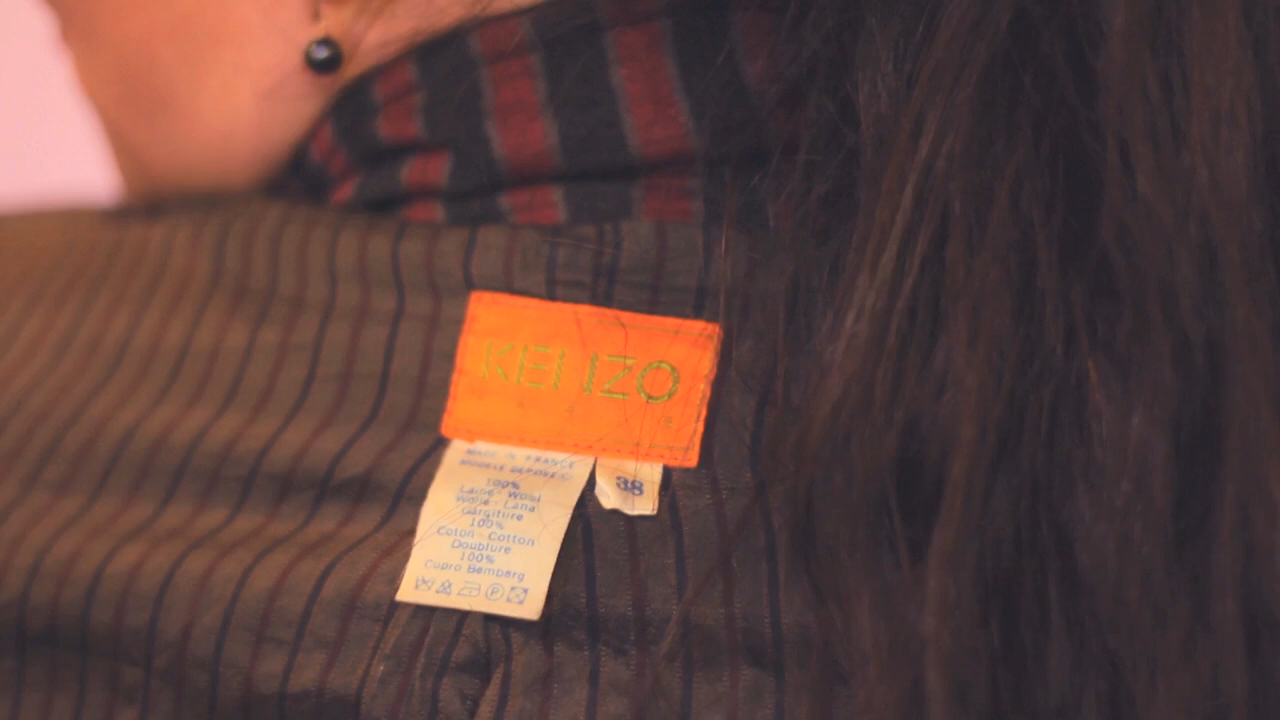 KENZO
MADE IN FRANCE
MODELE DEPOSE
38
100%
Laine - Wool
Wolle - Lana
Garniture
100%
Coton - Cotton
Doublure
100%
Cupro Bemberg
P